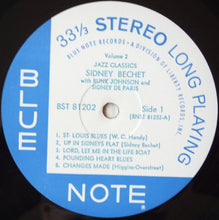 33⅓ STEREO LONG PLAYING
BLUE NOTE RECORDS • A DIVISION OF LIBERTY RECORDS, INC.
Volume 2
JAZZ CLASSICS
SIDNEY BECHET
with BUNK JOHNSON and
SIDNEY DE PARIS
BST 81202
Side 1
(BNST 81202-A)
1. ST. LOUIS BLUES (W. C. Handy)
2. UP IN SIDNEY'S FLAT (Sidney Bechet)
3. LORD, LET ME IN THE LIFE BOAT
4. POUNDING HEART BLUES
5. CHANGES MADE (Higgins-Overstreet)
BLUE
NOTE